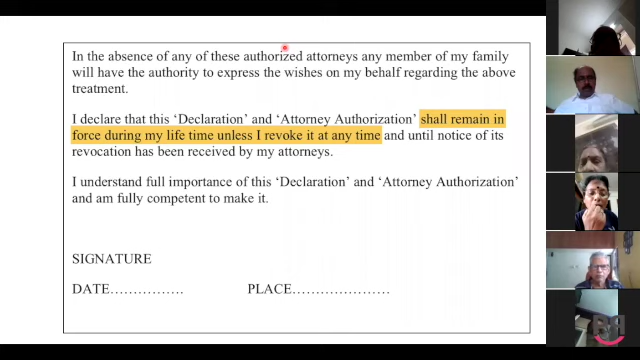 In the absence of any of these authorized attorneys any member of my family
will have the authority to express the wishes on my behalf regarding the above
treatment.
I declare that this ‘Declaration’ and ‘Attorney Authorization’ shall remain in
force during my life time unless I revoke it at any time and until notice of its
revocation has been received by my attorneys.
I understand full importance of this ‘Declaration’ and ‘Attorney Authorization’
and am fully competent to make it.
SIGNATURE
DATE................ PLACE......................